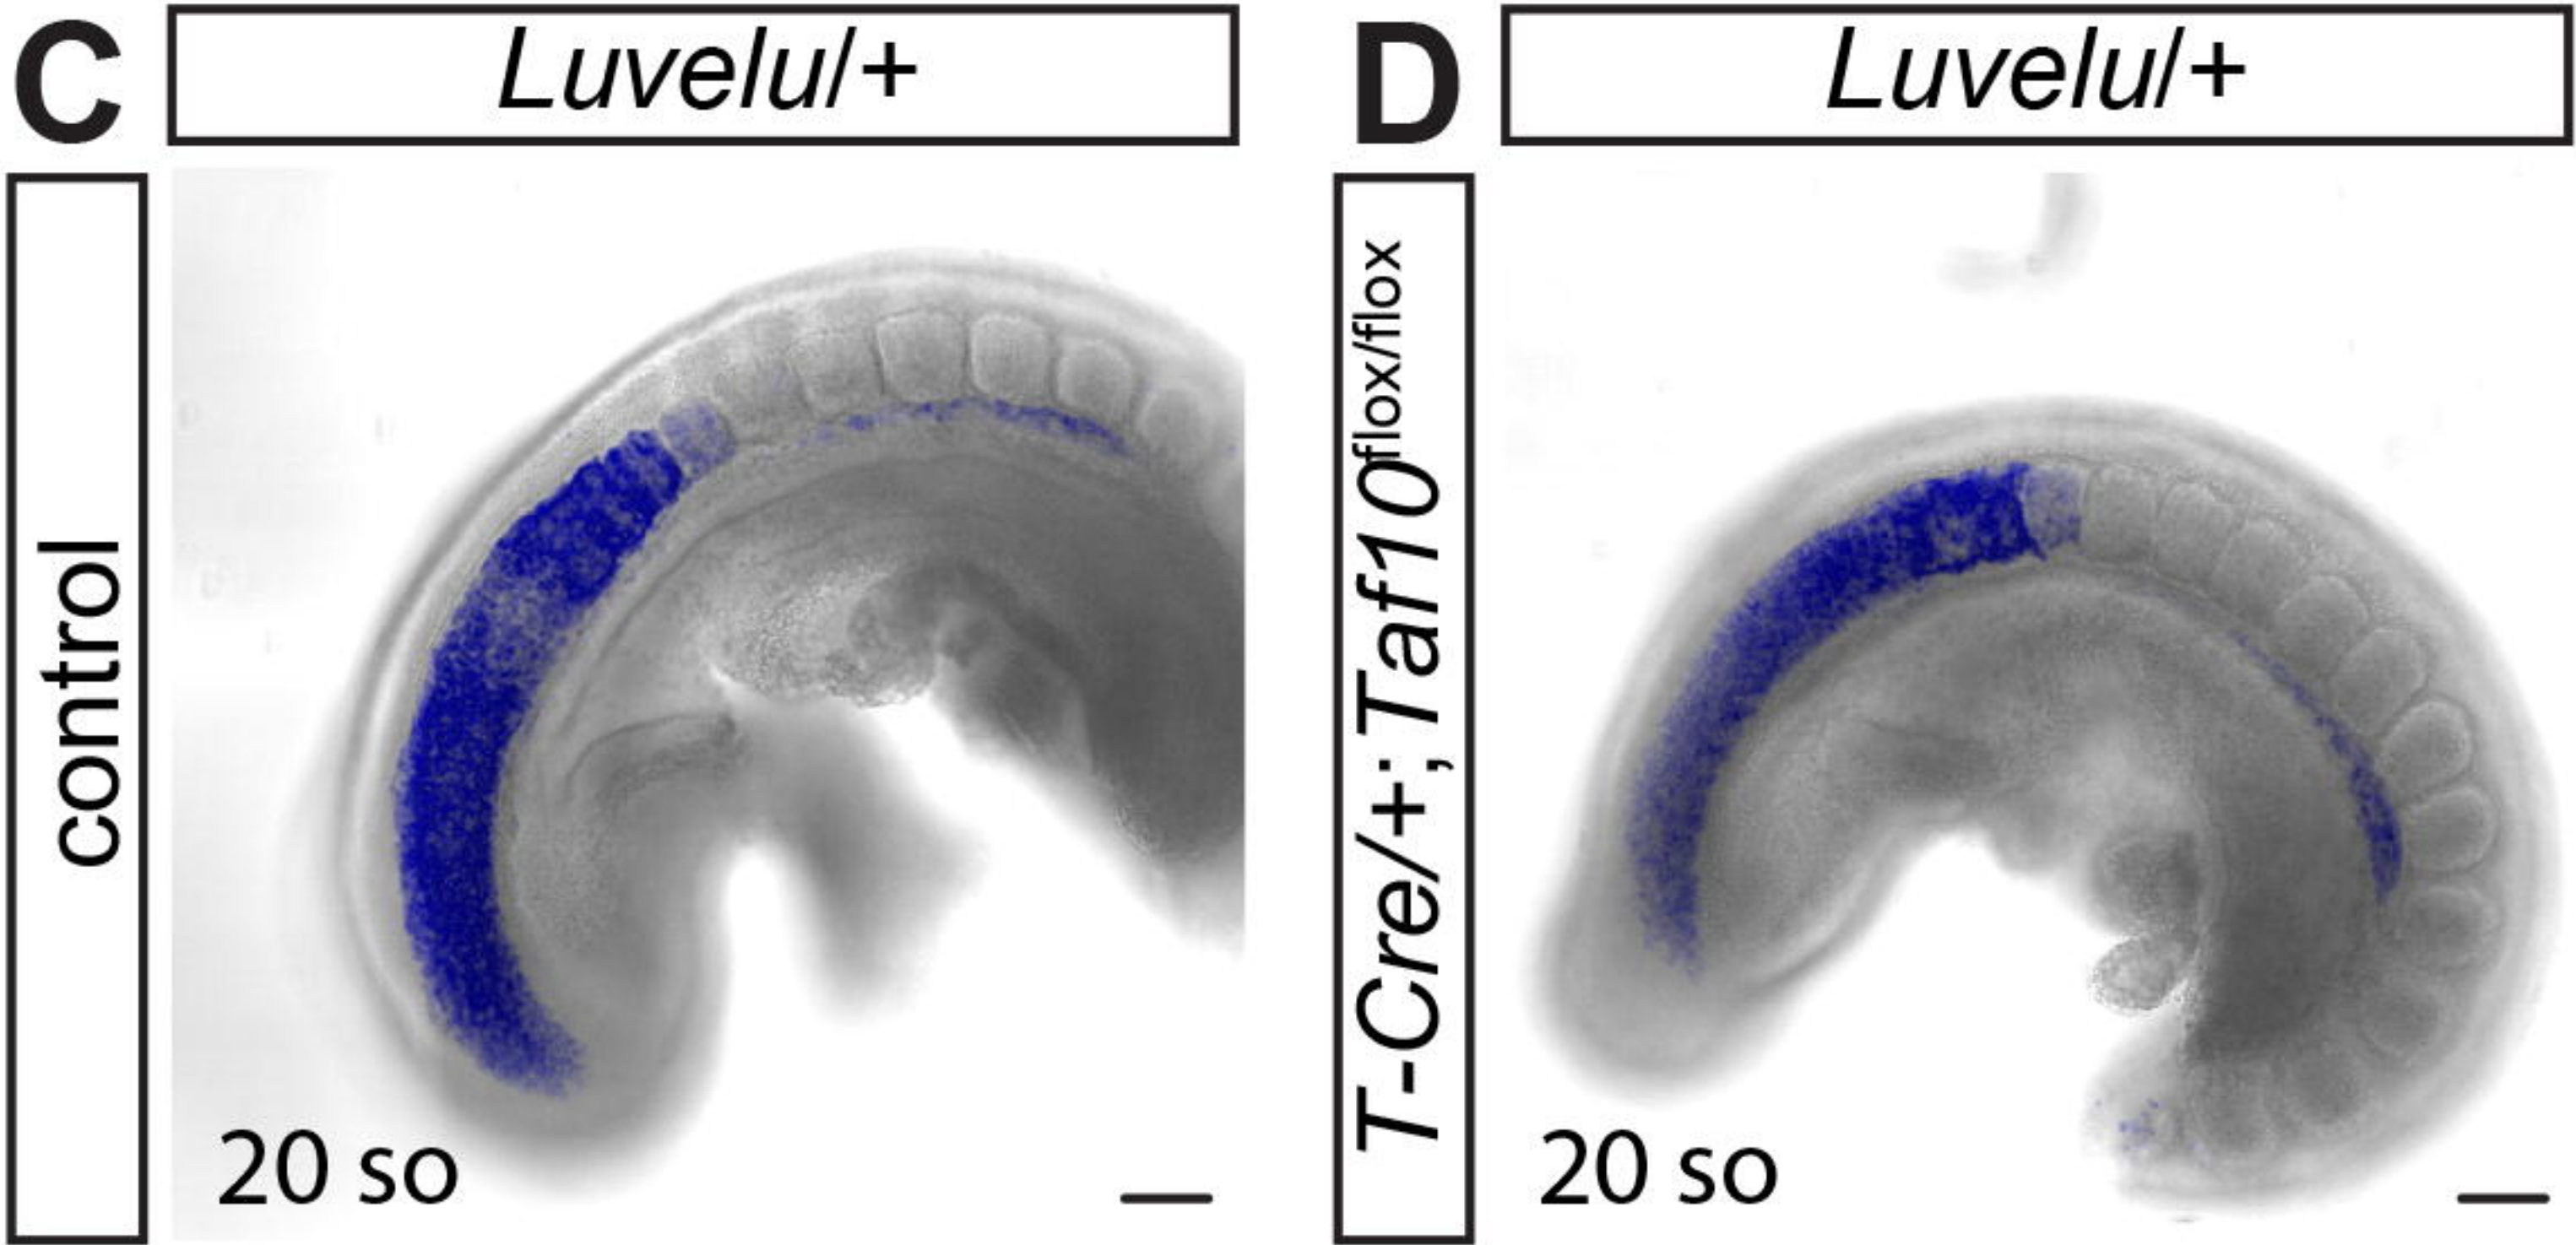 C
Luvelu/+
D
Luvelu/+
control
T-Cre/+;Taf10flox/flox
20 so
20 so